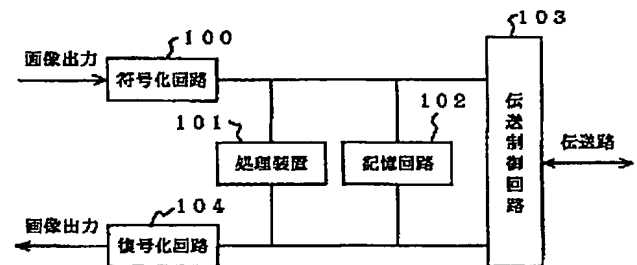 103
100
画像出力
符号化回路
102
101
伝送制御回路
伝送路
処理装置
記憶回路
画像出力
104
復号化回路